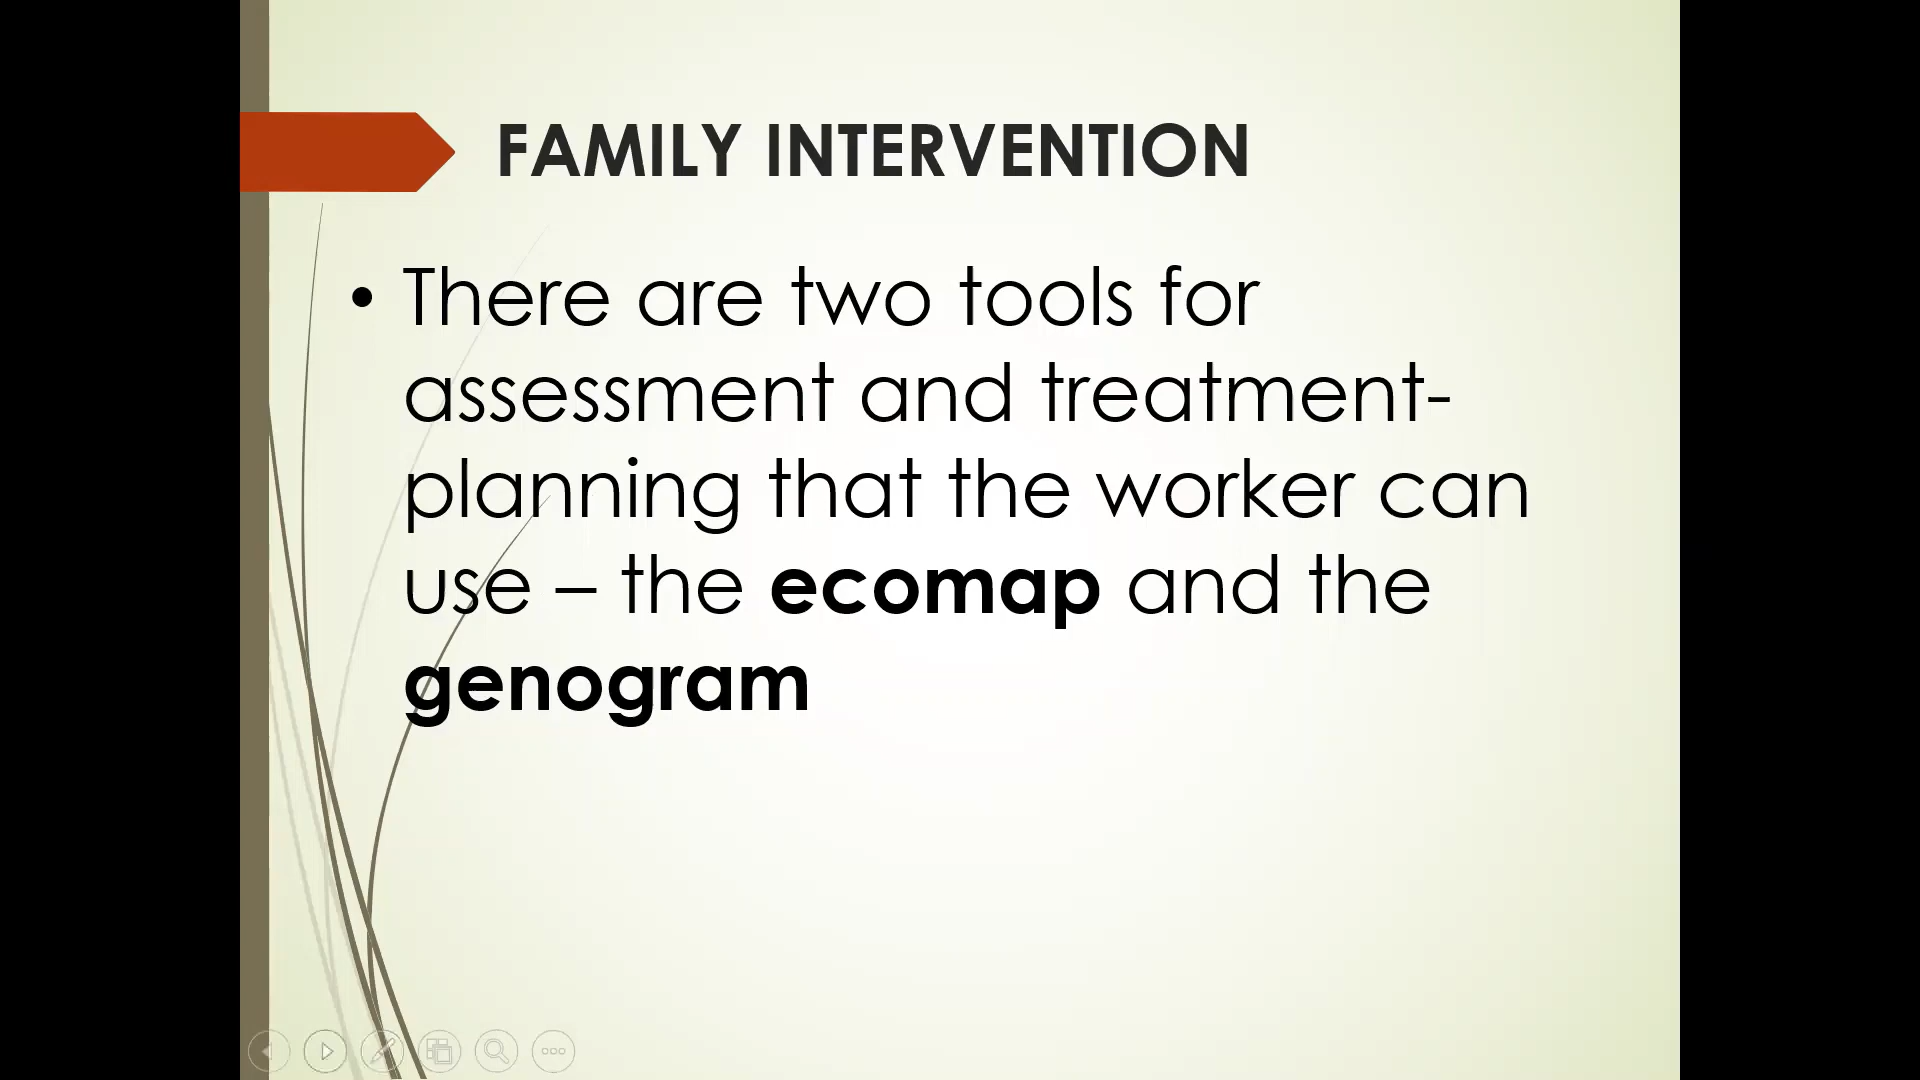 FAMILY INTERVENTION
• There are two tools for
assessment and treatment-
planning that the worker can
use – the ecomap and the
genogram